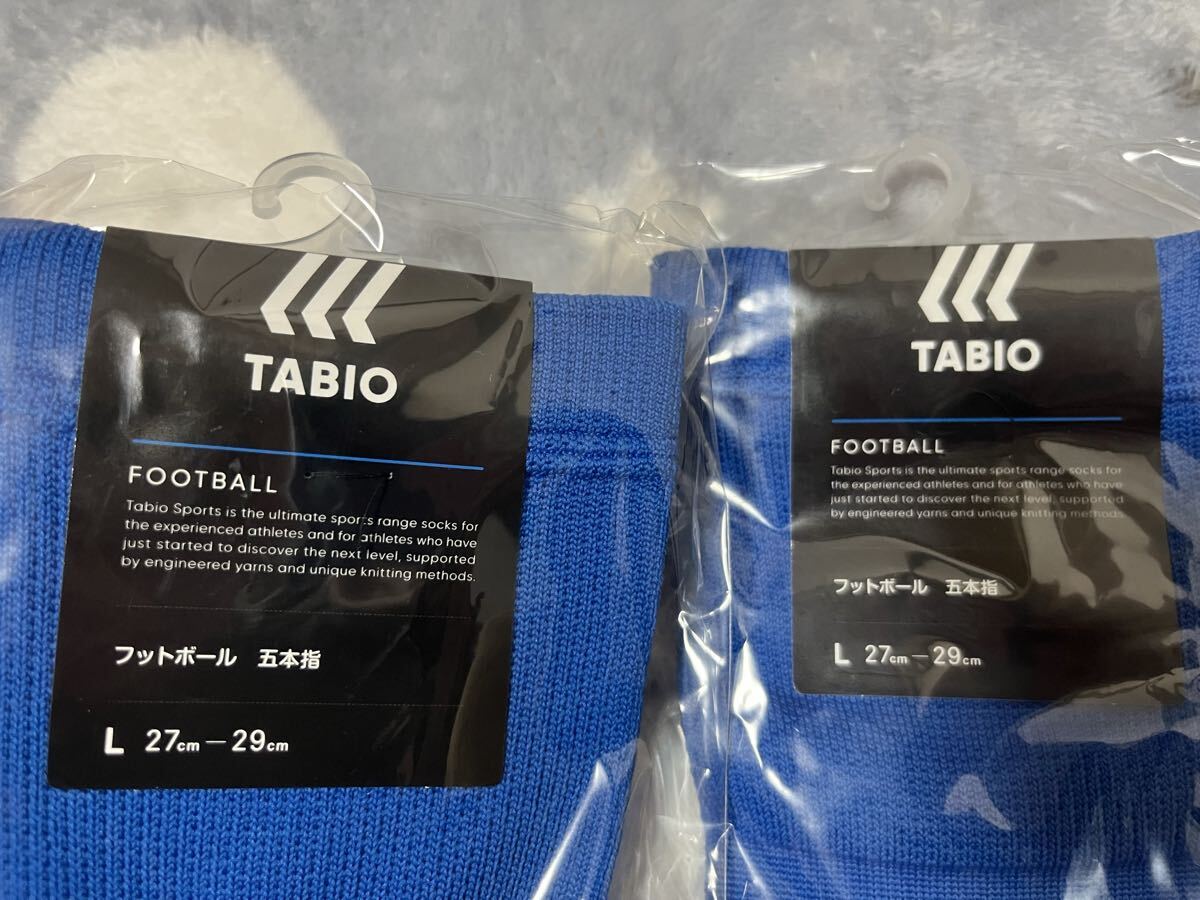 TABIO
FOOTBALL
Tabio Sports is the ultimate sports range socks for
the experienced athletes and for athletes who have
just started to discover the next level, supported
by engineered yarns and unique knitting methods.
フットボール 五本指
L 27cm－29cm
TABIO
FOOTBALL
Tabio Sports is the ultimate sports range socks for
the experienced athletes and for athletes who have
just started to discover the next level, supported
by engineered yarns and unique knitting methods.
フットボール 五本指
L 27cm－29cm